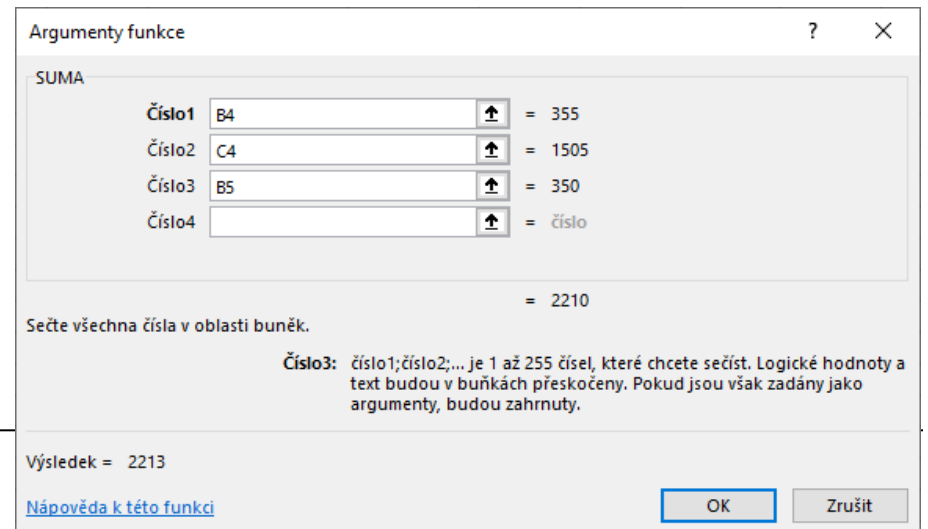 Argumenty funkce ? ×
SUMA
Číslo1 B4 = 355
Číslo2 C4 = 1505
Číslo3 B5 = 350
Číslo4 = číslo
= 2210
Sečte všechna čísla v oblasti buněk.
Číslo3: číslo1;číslo2;... je 1 až 255 čísel, které chcete sečíst. Logické hodnoty a
text budou v buňkách přeskočeny. Pokud jsou však zadány jako
argumenty, budou zahrnuty.
Výsledek = 2213
Nápověda k této funkci OK Zrušit